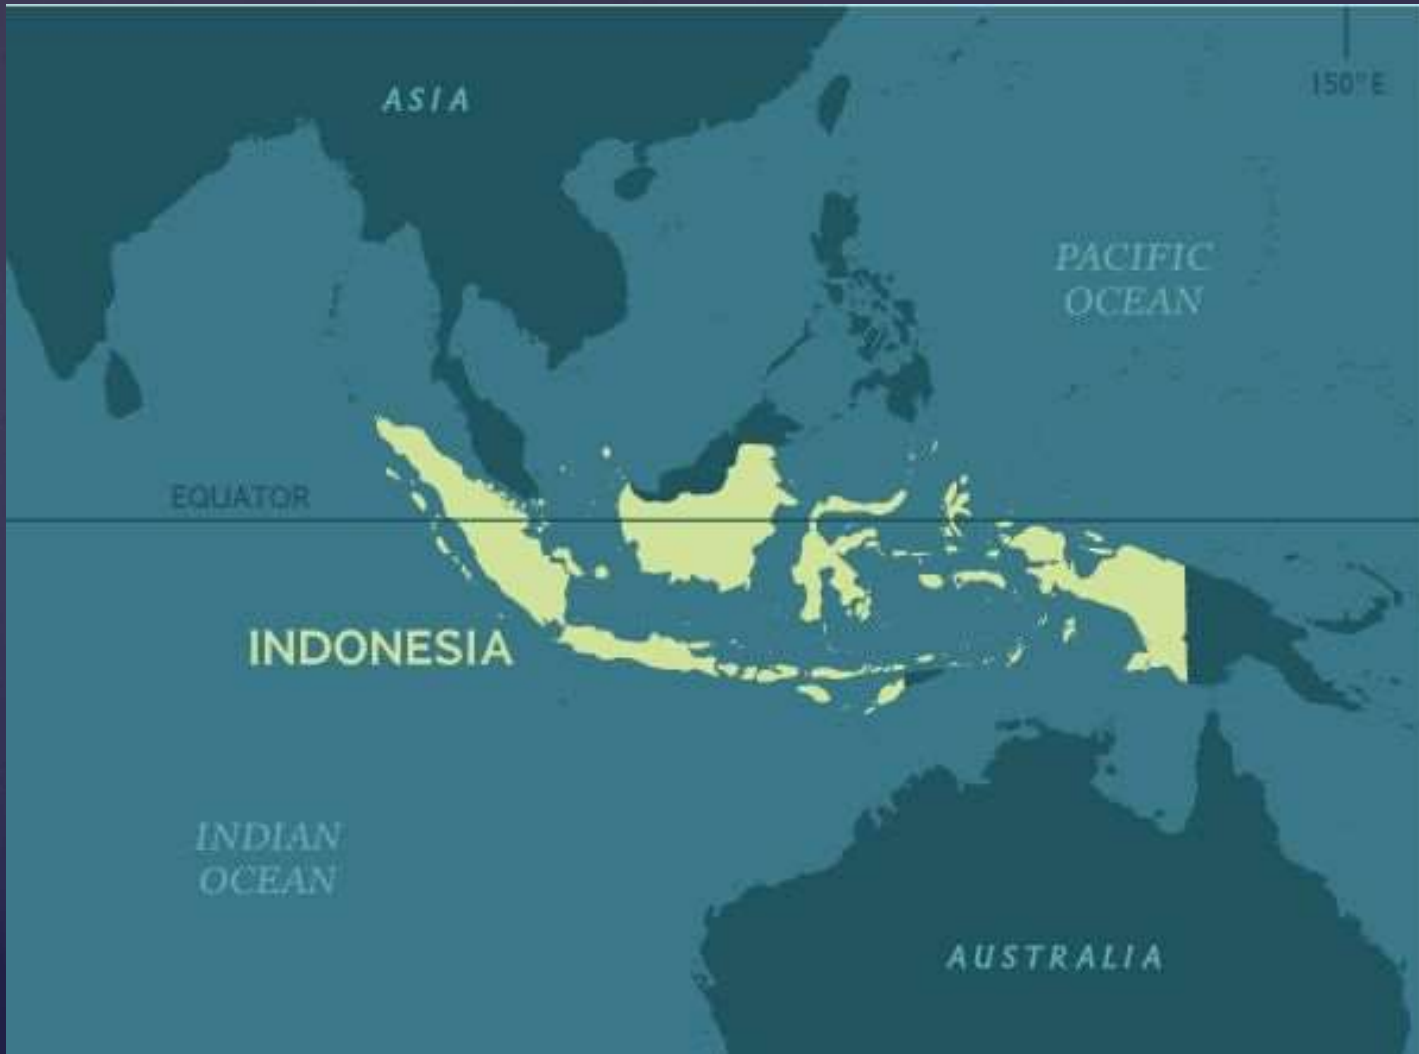 ASIA
150°E
PACIFIC
OCEAN
EQUATOR
INDONESIA
INDIAN
OCEAN
AUSTRALIA